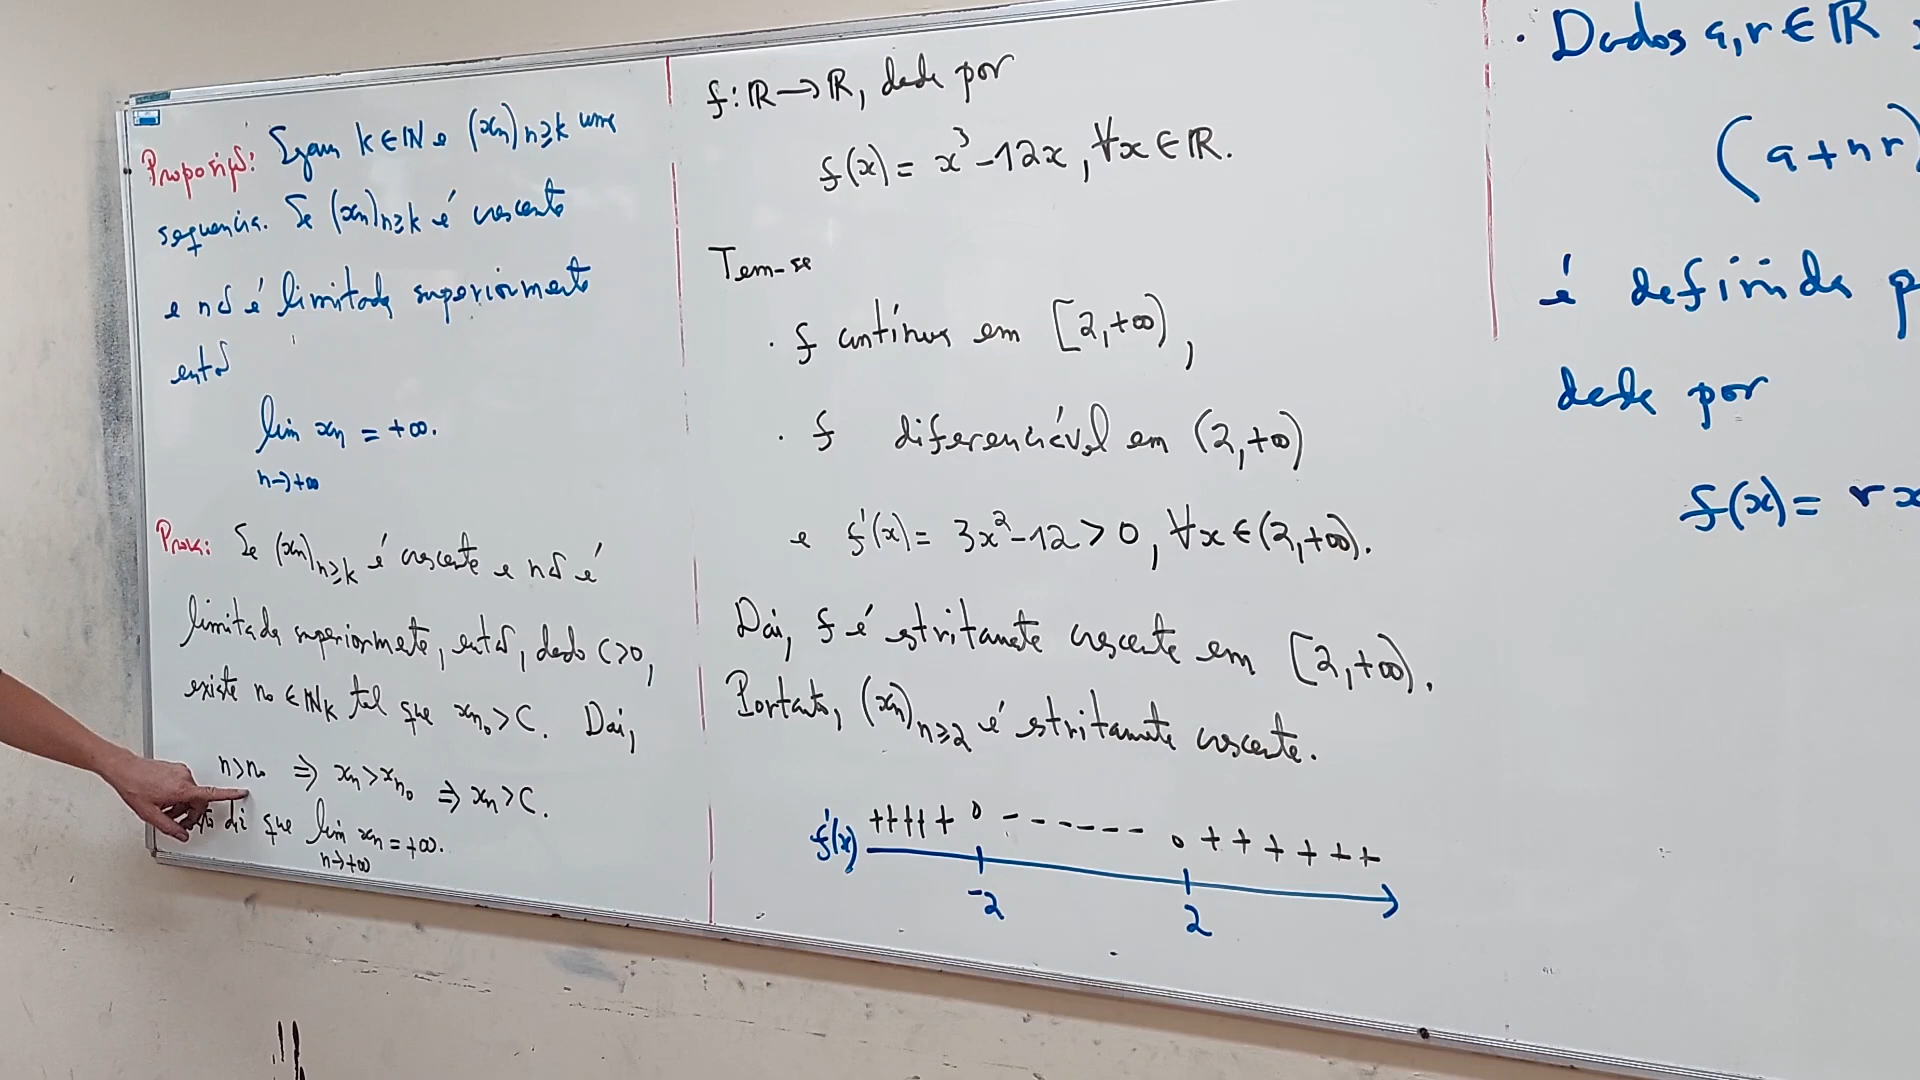 Proposição: Sejam k ∈ ℕ e (xn)n≥k uma
sequencia. Se (xn)n≥k é crescente
e não é limitada superiormente
então
lim xn = +∞.
n→+∞
Prova: Se (xn)n≥k é crescente e não é
limitada superiormente, então, dado C>0,
existe n₀ ∈ ℕk tal que xn₀ > C. Daí,
n>n₀ ⇒ xn > xn₀ ⇒ xn > C.
diz que lim xn = +∞.
n→+∞
f: ℝ → ℝ, dada por
f(x) = x³ - 12x, ∀x ∈ ℝ.
Tem-se
· f contínua em [2,+∞),
· f diferenciável em (2,+∞)
e f'(x) = 3x² - 12 > 0, ∀x ∈ (2,+∞).
Daí, f é estritamente crescente em [2,+∞).
Portanto, (xn)n≥2 é estritamente crescente.
f'(x) +++++ 0 - - - - - - - 0 + + + + + +
-2 2
· Dados a, r ∈ ℝ
(a + nr)
é definida p
dada por
f(x) = rx